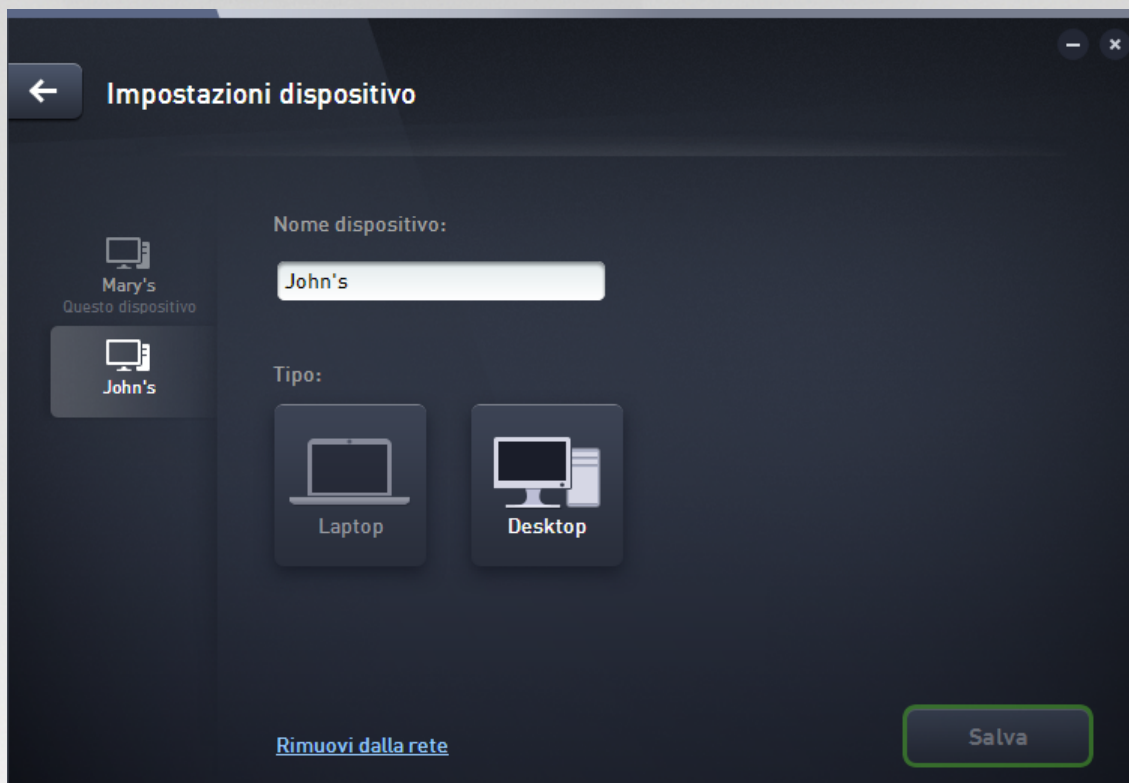 Impostazioni dispositivo
Mary's
Questo dispositivo
John's
Nome dispositivo:
John's
Tipo:
Laptop
Desktop
Rimuovi dalla rete
Salva